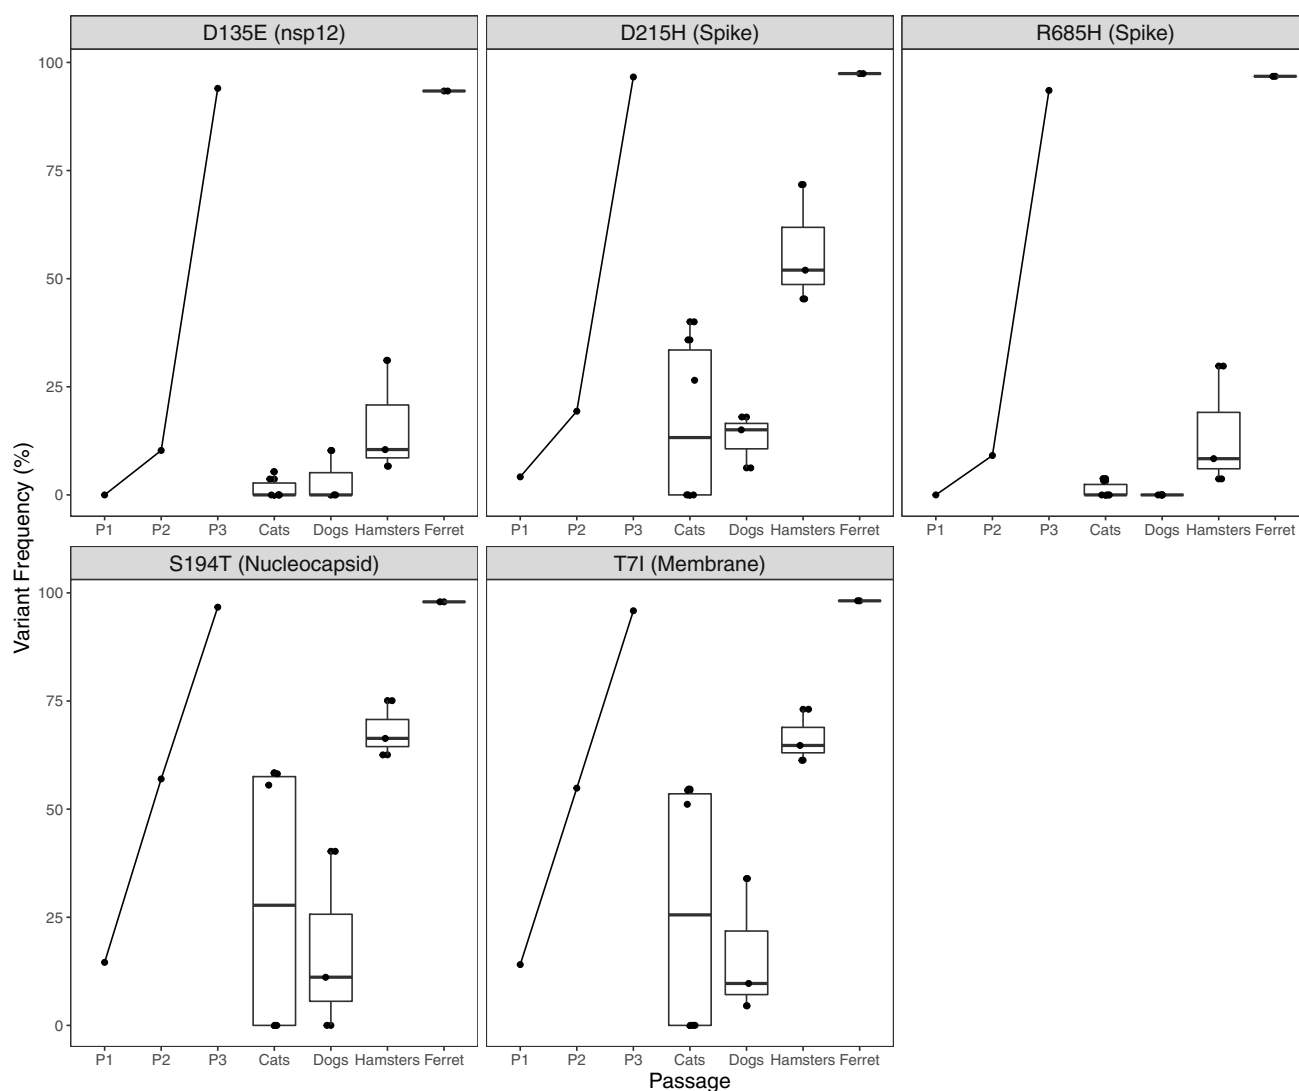 D135E (nsp12)
D215H (Spike)
R685H (Spike)
100
75
50
25
0
P1 P2 P3 Cats Dogs Hamsters Ferret
P1 P2 P3 Cats Dogs Hamsters Ferret
P1 P2 P3 Cats Dogs Hamsters Ferret
Variant Frequency (%)
S194T (Nucleocapsid)
T7I (Membrane)
100
75
50
25
0
P1 P2 P3 Cats Dogs Hamsters Ferret
P1 P2 P3 Cats Dogs Hamsters Ferret
Passage